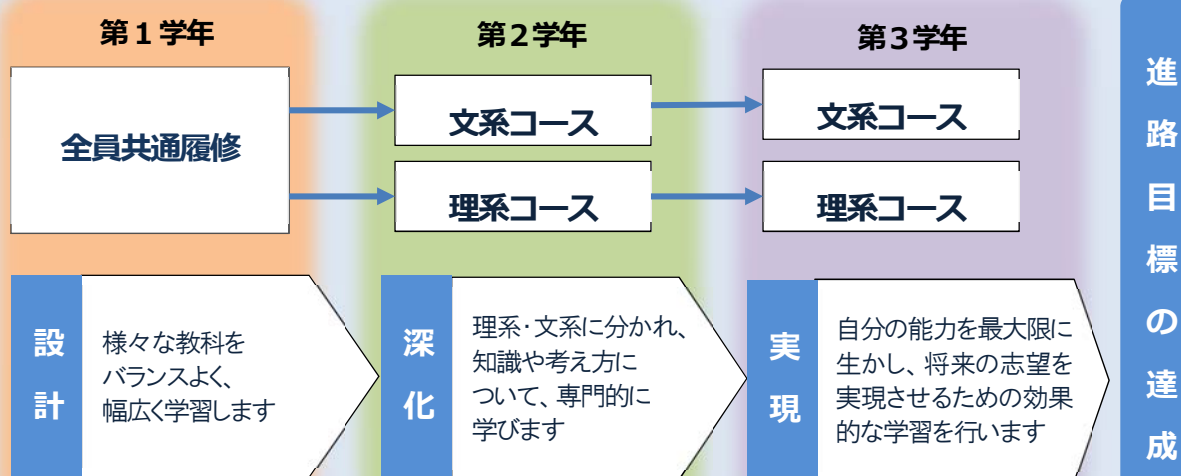 第1学年
全員共通履修
設計
様々な教科を
バランスよく、
幅広く学習します
第2学年
文系コース
理系コース
深化
理系・文系に分かれ、
知識や考え方に
ついて、専門的に
学びます
第3学年
文系コース
理系コース
実現
自分の能力を最大限に
生かし、将来の志望を
実現させるための効果
的な学習を行います
進路目標の達成